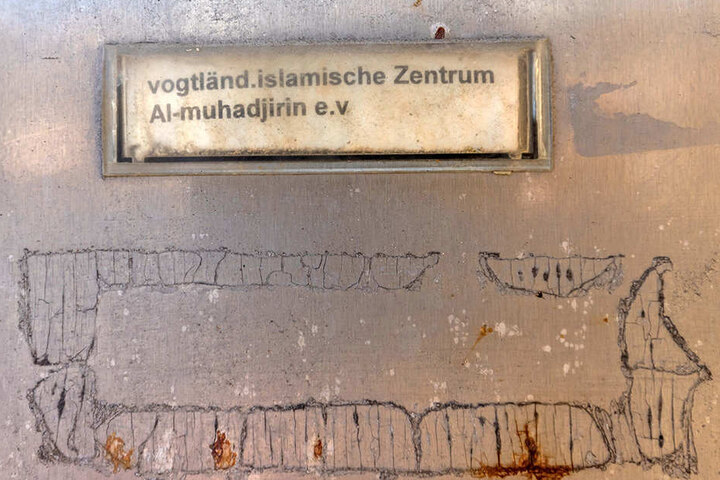 vogtländ.islamische Zentrum
Al-muhadjirin e.v